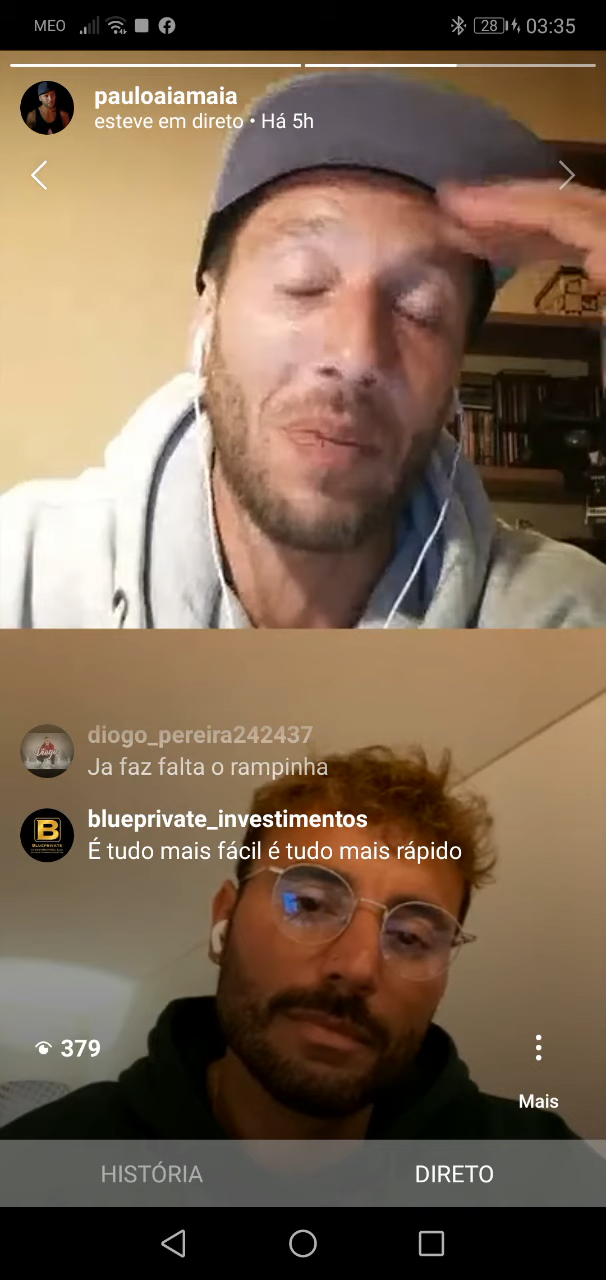 MEO
28
03:35
pauloaiamaia
esteve em direto • Há 5h
diogo_pereira242437
Ja faz falta o rampinha
B
BLUEPRIVATE
blueprivate_investimentos
É tudo mais fácil é tudo mais rápido
379
Mais
HISTÓRIA
DIRETO